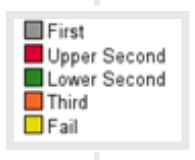 First
Upper Second
Lower Second
Third
Fail